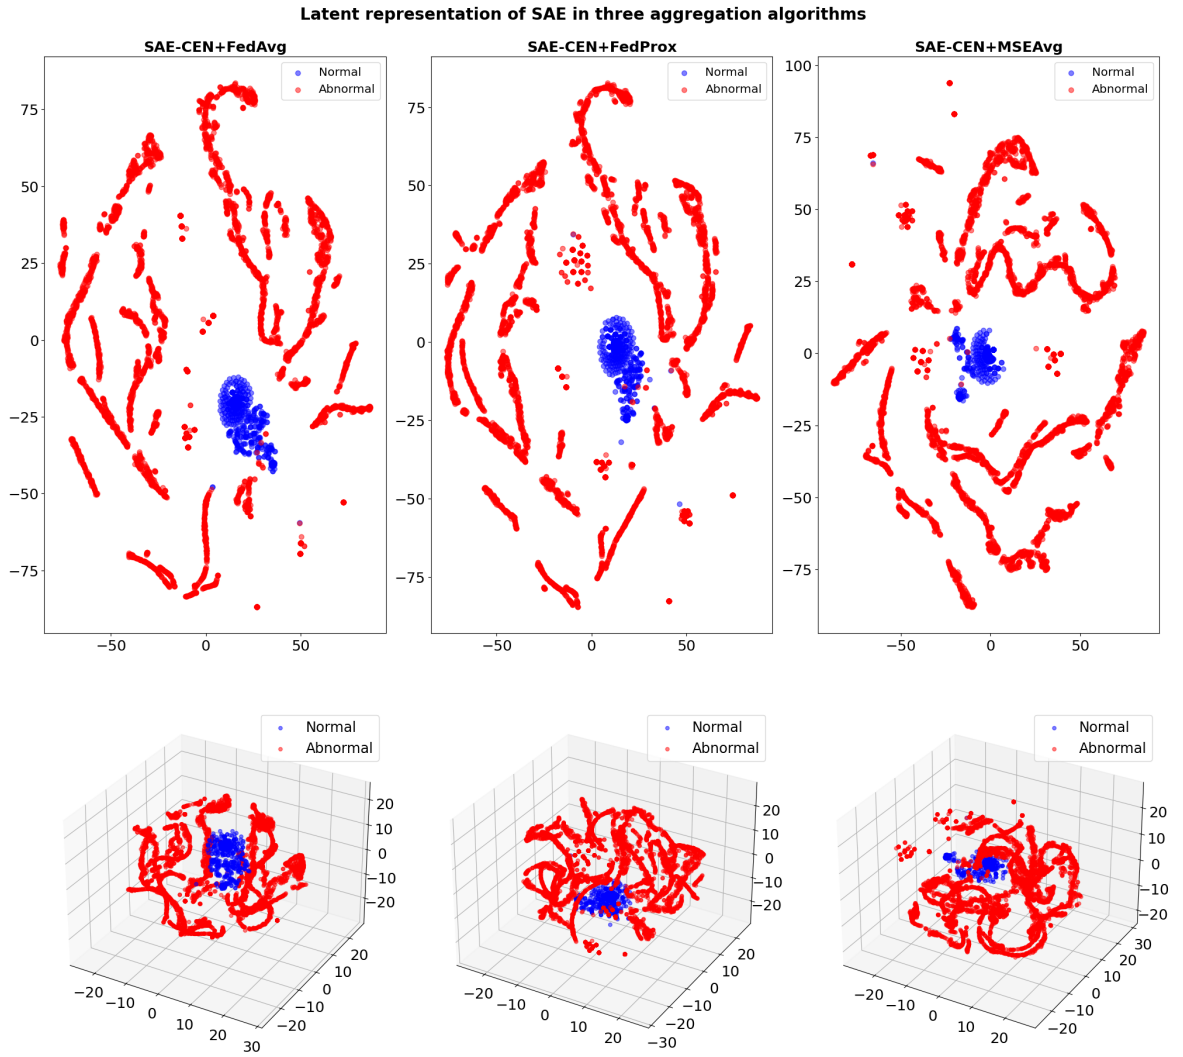 Latent representation of SAE in three aggregation algorithms
SAE-CEN+FedAvg
Normal
Abnormal
75
50
25
0
−25
−50
−75
−50 0 50
SAE-CEN+FedProx
Normal
Abnormal
75
50
25
0
−25
−50
−75
−50 0 50
SAE-CEN+MSEAvg
Normal
Abnormal
100
75
50
25
0
−25
−50
−75
−50 0 50
Normal
Abnormal
20
10
0
−10
−20
20
10
0
−10
−20
−20 −10 0 10 20 30
Normal
Abnormal
20
10
0
−10
−20
20
10
0
−10
−20
−30
−20 −10 0 10 20
Normal
Abnormal
20
10
0
−10
−20
30
20
10
0
−10
−20
−20 −10 0 10 20